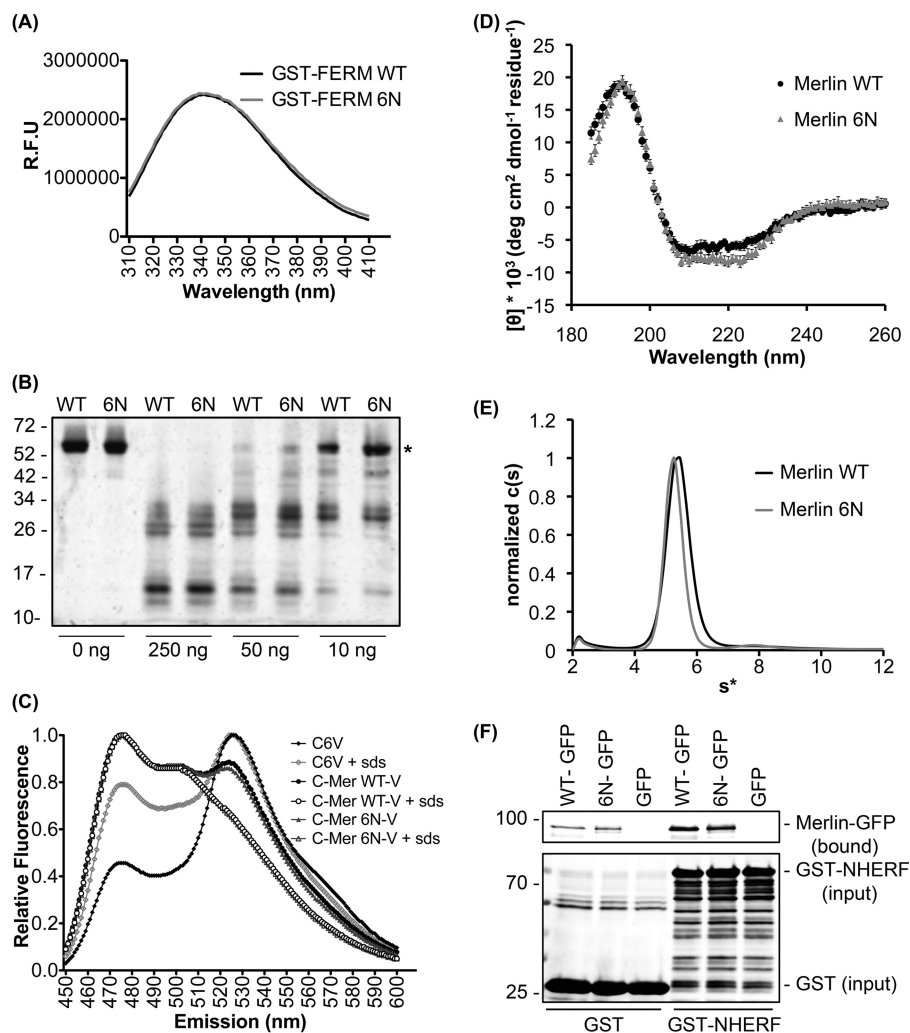 (A)
3000000
2000000
1000000
0
R.F.U
GST-FERM WT
GST-FERM 6N
310
320
330
340
350
360
370
380
390
400
410
Wavelength (nm)
(B)
WT 6N WT 6N WT 6N WT 6N
72 -
52 -
42 -
34 -
26 -
17 -
10-
*
0 ng 250 ng 50 ng 10 ng
(C)
1.0
0.8
0.6
0.4
0.2
0.0
Relative Fluorescence
C6V
C6V + sds
C-Mer WT-V
C-Mer WT-V + sds
C-Mer 6N-V
C-Mer 6N-V + sds
450
460
470
480
490
500
510
520
530
540
550
560
570
580
590
600
Emission (nm)
(D)
[θ] * 10³ (deg cm² dmol⁻¹ residue⁻¹)
25
20
15
10
5
0
-5
-10
-15
Merlin WT
Merlin 6N
180 200 220 240 260
Wavelength (nm)
(E)
normalized c(s)
1.2
1
0.8
0.6
0.4
0.2
0
Merlin WT
Merlin 6N
2 4 6 8 10 12
s*
(F)
WT- GFP
6N- GFP
GFP
WT- GFP
6N- GFP
GFP
100 -
70 -
25 -
- Merlin-GFP
(bound)
- GST-NHERF
(input)
- GST (input)
GST GST-NHERF